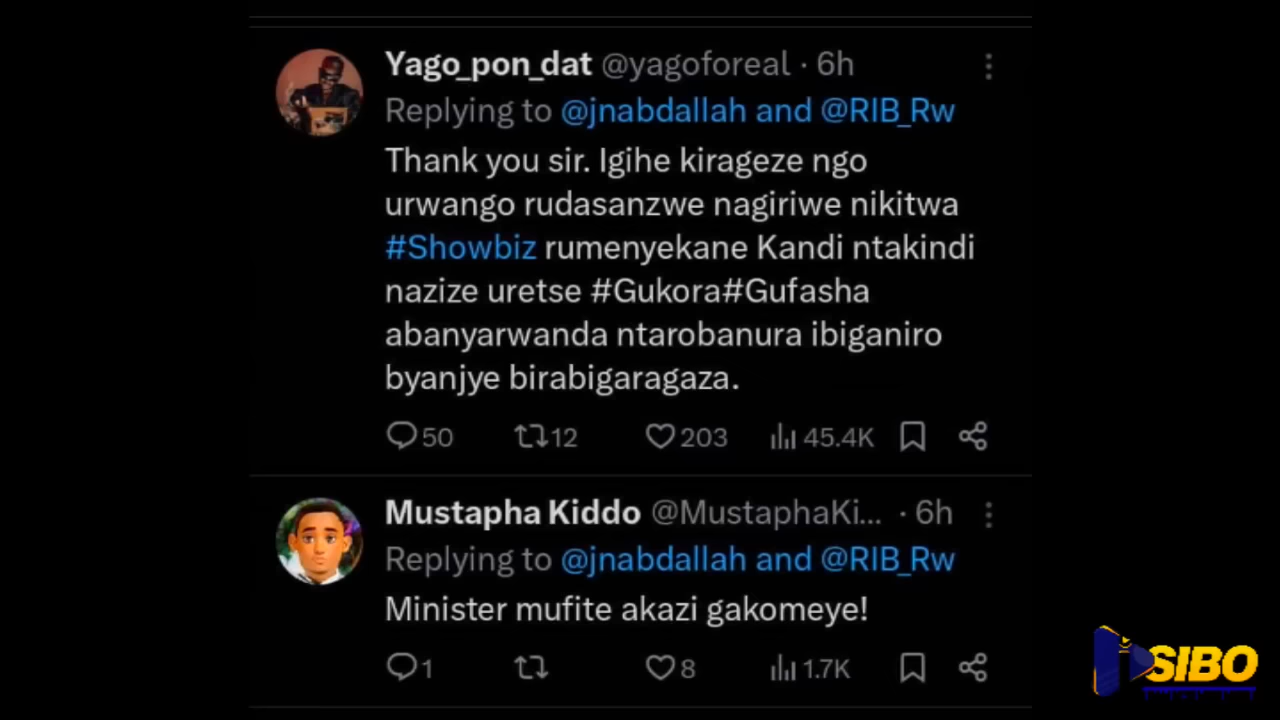 Yago_pon_dat @yagoforeal · 6h
Replying to @jnabdallah and @RIB_Rw
Thank you sir. Igihe kirageze ngo
urwango rudasanzwe nagiriwe nikitwa
#Showbiz rumenyekane Kandi ntakindi
nazize uretse #Gukora#Gufasha
abanyarwanda ntarobanura ibiganiro
byanjye birabigaragaza.
50 12 203 45.4K
Mustapha Kiddo @MustaphaKi... · 6h
Replying to @jnabdallah and @RIB_Rw
Minister mufite akazi gakomeye!
1 8 1.7K
SIBO